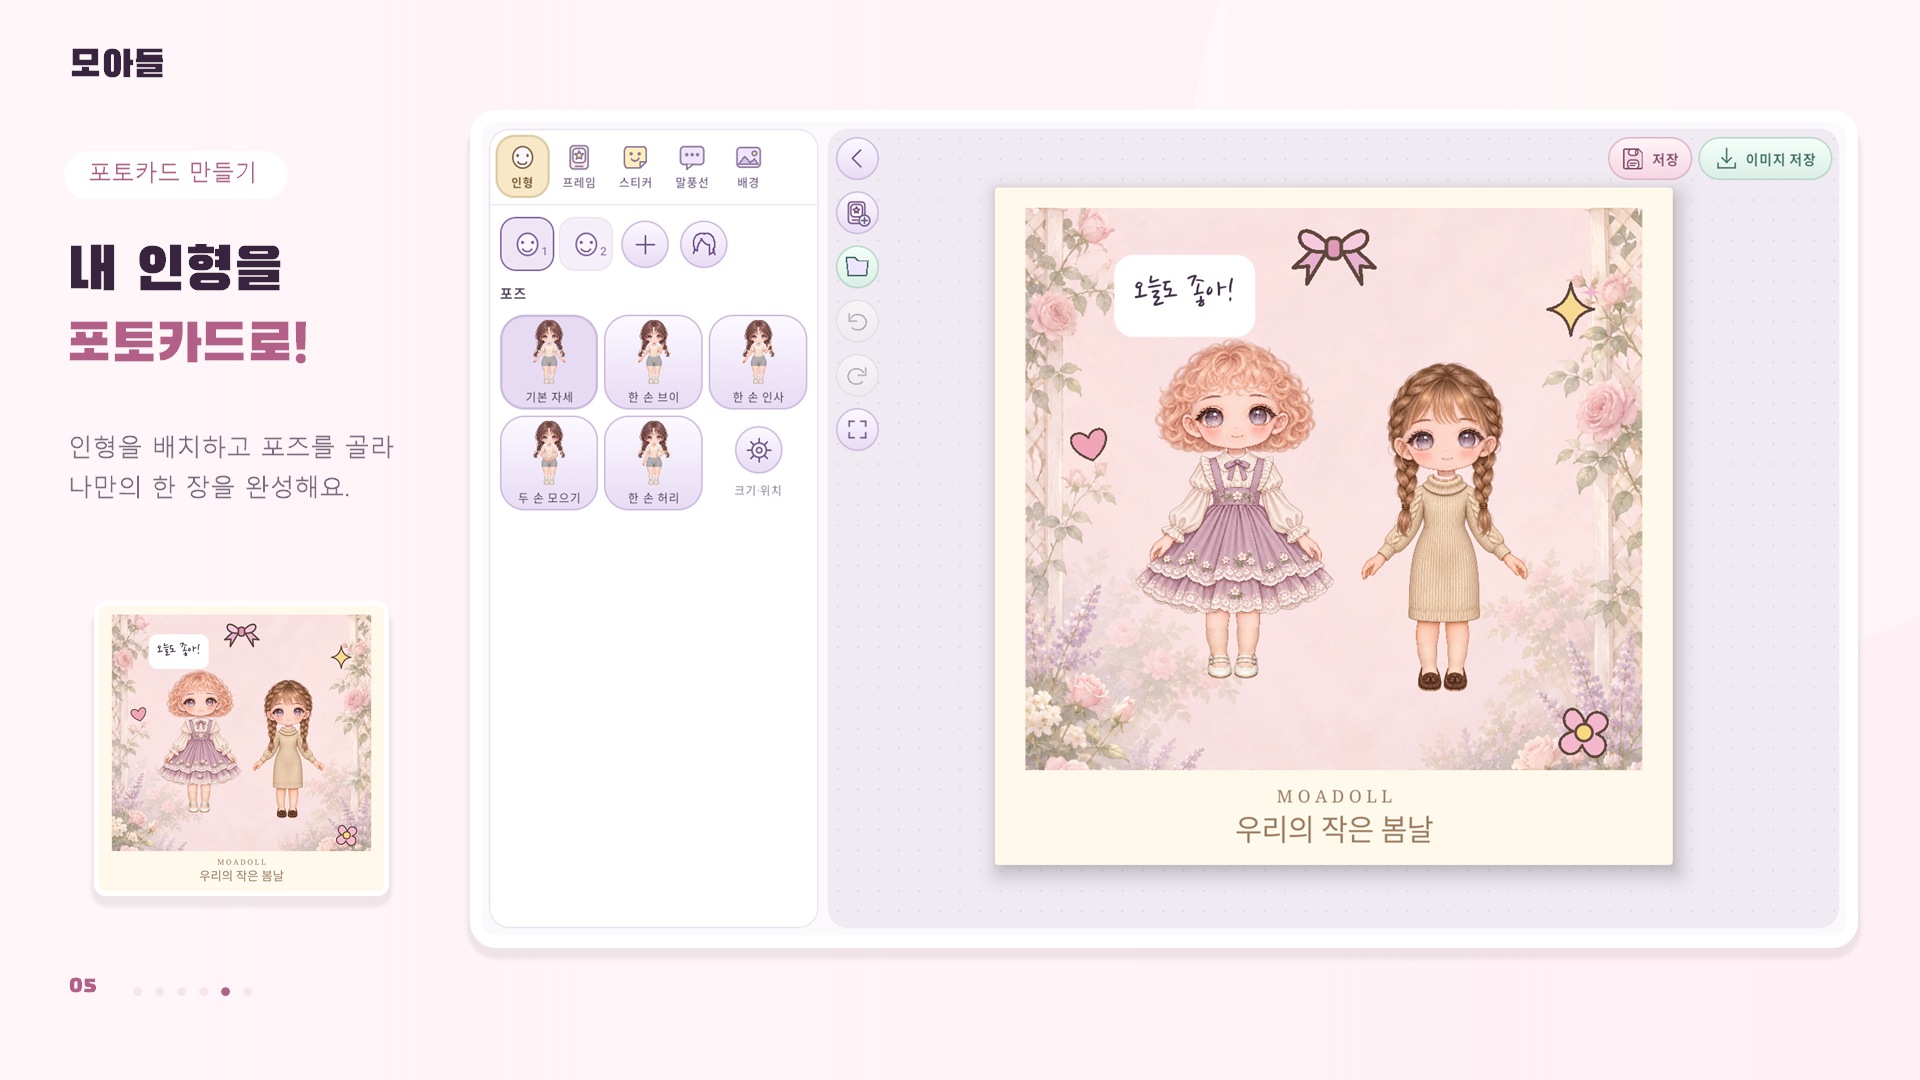 모아돌
포토카드 만들기
내 인형을
포토카드로!
인형을 배치하고 포즈를 골라
나만의 한 장을 완성해요.
오늘도 좋아!
MOADOLL
우리의 작은 봄날
05
인형 프레임 스티커 말풍선 배경
1 2
포즈
기본 자세 한 손 브이 한 손 인사
두 손 모으기 한 손 허리 크기·위치
저장 이미지 저장
오늘도 좋아!
MOADOLL
우리의 작은 봄날